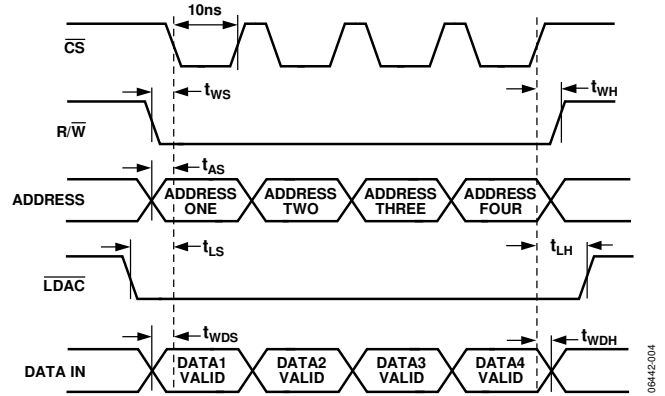 10ns
CS
tWS
tWH
R/W
tAS
ADDRESS
ADDRESS ONE
ADDRESS TWO
ADDRESS THREE
ADDRESS FOUR
tLS
tLH
LDAC
tWDS
tWDH
DATA IN
DATA1 VALID
DATA2 VALID
DATA3 VALID
DATA4 VALID
06442-004